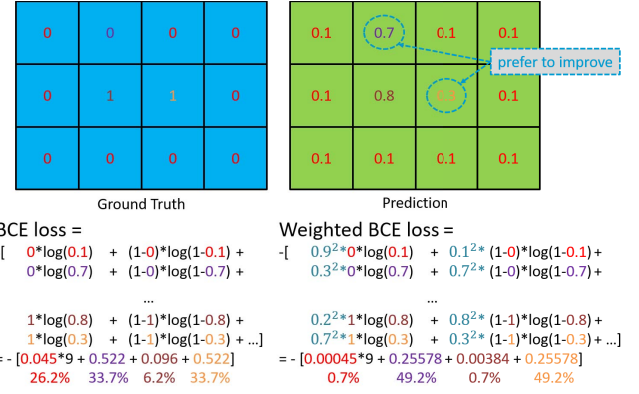 0 0 0 0
0 1 1 0
0 0 0 0
Ground Truth
0.1 0.7 0.1 0.1
0.1 0.8 0.1
0.1 0.1 0.1 0.1
prefer to improve
Prediction
BCE loss =
[ 0*log(0.1) + (1-0)*log(1-0.1) +
0*log(0.7) + (1-0)*log(1-0.7) +
...
1*log(0.8) + (1-1)*log(1-0.8) +
1*log(0.3) + (1-1)*log(1-0.3) + ...]
= - [0.045*9 + 0.522 + 0.096 + 0.522]
26.2% 33.7% 6.2% 33.7%
Weighted BCE loss =
-[ 0.9²*0*log(0.1) + 0.1²* (1-0)*log(1-0.1) +
0.3²*0*log(0.7) + 0.7²* (1-0)*log(1-0.7) +
...
0.2²*1*log(0.8) + 0.8²* (1-1)*log(1-0.8) +
0.7²*1*log(0.3) + 0.3²* (1-1)*log(1-0.3) + ...]
= - [0.00045*9 + 0.25578 + 0.00384 + 0.25578]
0.7% 49.2% 0.7% 49.2%